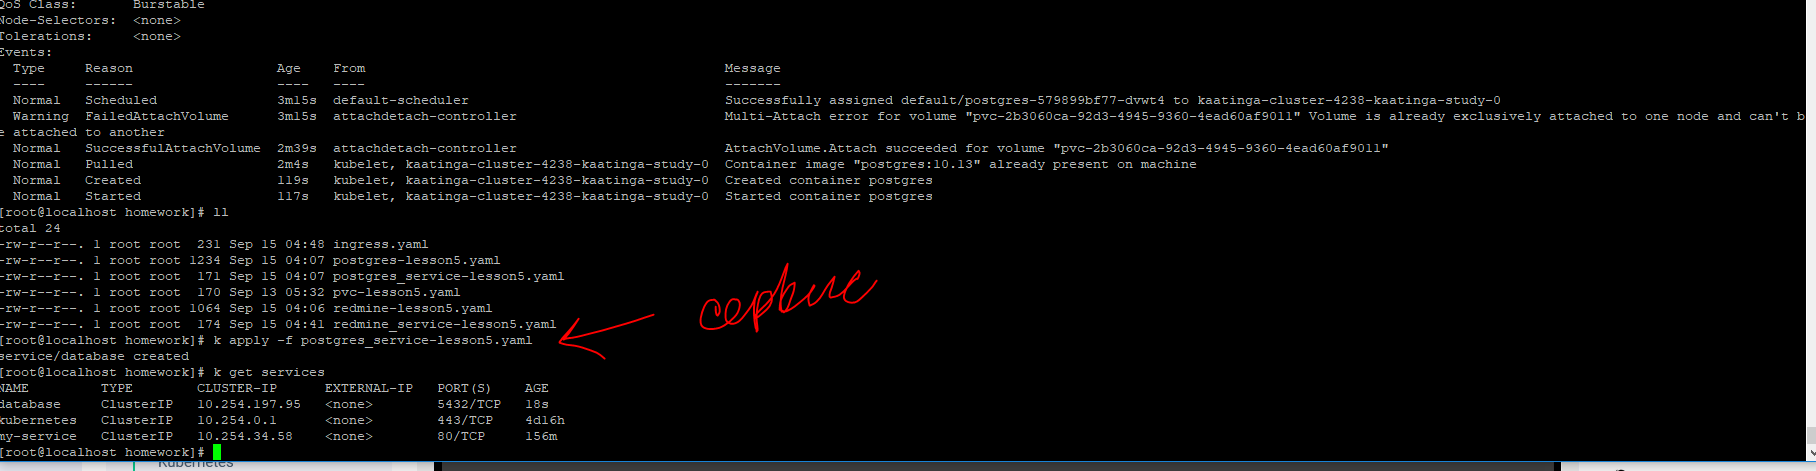 QoS Class:       Burstable
Node-Selectors:  <none>
Tolerations:     <none>
Events:
Type     Reason                  Age    From                                               Message
----     ------                  ----   ----                                               -------
Normal   Scheduled               3m15s  default-scheduler                                  Successfully assigned default/postgres-579899bf77-dvwt4 to kaatinga-cluster-4238-kaatinga-study-0
Warning  FailedAttachVolume      3m15s  attachdetach-controller                            Multi-Attach error for volume "pvc-2b3060ca-92d3-4945-9360-4ead60af9011" Volume is already exclusively attached to one node and can't b
e attached to another
Normal   SuccessfulAttachVolume  2m39s  attachdetach-controller                            AttachVolume.Attach succeeded for volume "pvc-2b3060ca-92d3-4945-9360-4ead60af9011"
Normal   Pulled                  2m4s   kubelet, kaatinga-cluster-4238-kaatinga-study-0  Container image "postgres:10.13" already present on machine
Normal   Created                 119s   kubelet, kaatinga-cluster-4238-kaatinga-study-0  Created container postgres
Normal   Started                 117s   kubelet, kaatinga-cluster-4238-kaatinga-study-0  Started container postgres
[root@localhost homework]# ll
total 24
-rw-r--r--. 1 root root  231 Sep 15 04:48 ingress.yaml
-rw-r--r--. 1 root root 1234 Sep 15 04:07 postgres-lesson5.yaml
-rw-r--r--. 1 root root  171 Sep 15 04:07 postgres_service-lesson5.yaml
-rw-r--r--. 1 root root  170 Sep 13 05:32 pvc-lesson5.yaml
-rw-r--r--. 1 root root 1064 Sep 15 04:06 redmine-lesson5.yaml
-rw-r--r--. 1 root root  174 Sep 15 04:41 redmine_service-lesson5.yaml
[root@localhost homework]# k apply -f postgres_service-lesson5.yaml
сервис
service/database created
[root@localhost homework]# k get services
NAME         TYPE        CLUSTER-IP      EXTERNAL-IP   PORT(S)    AGE
database     ClusterIP   10.254.197.95   <none>        5432/TCP   18s
kubernetes   ClusterIP   10.254.0.1      <none>        443/TCP    4d16h
my-service   ClusterIP   10.254.34.58    <none>        80/TCP     156m
[root@localhost homework]#
Kubernetes